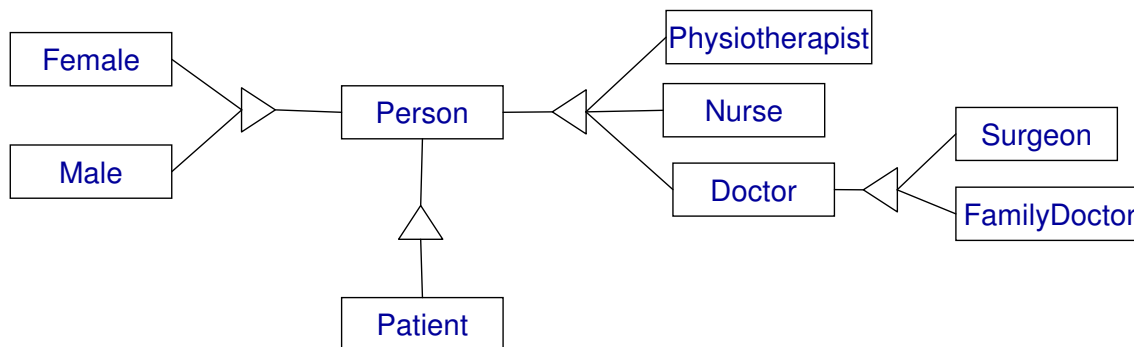 Physiotherapist
Female
Person
Nurse
Surgeon
Male
Doctor
FamilyDoctor
Patient